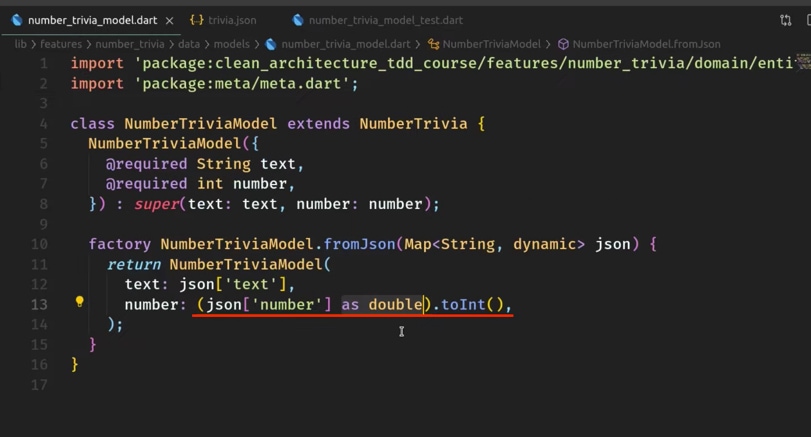 number_trivia_model.dart × {..} trivia.json number_trivia_model_test.dart
lib > features > number_trivia > data > models > number_trivia_model.dart > NumberTriviaModel > NumberTriviaModel.fromJson
1 import 'package:clean_architecture_tdd_course/features/number_trivia/domain/enti
2 import 'package:meta/meta.dart';
3
4 class NumberTriviaModel extends NumberTrivia {
5 NumberTriviaModel({
6 @required String text,
7 @required int number,
8 }) : super(text: text, number: number);
9
10 factory NumberTriviaModel.fromJson(Map<String, dynamic> json) {
11 return NumberTriviaModel(
12 text: json['text'],
13 number: (json['number'] as double).toInt(),
14 );
15 }
16 }
17